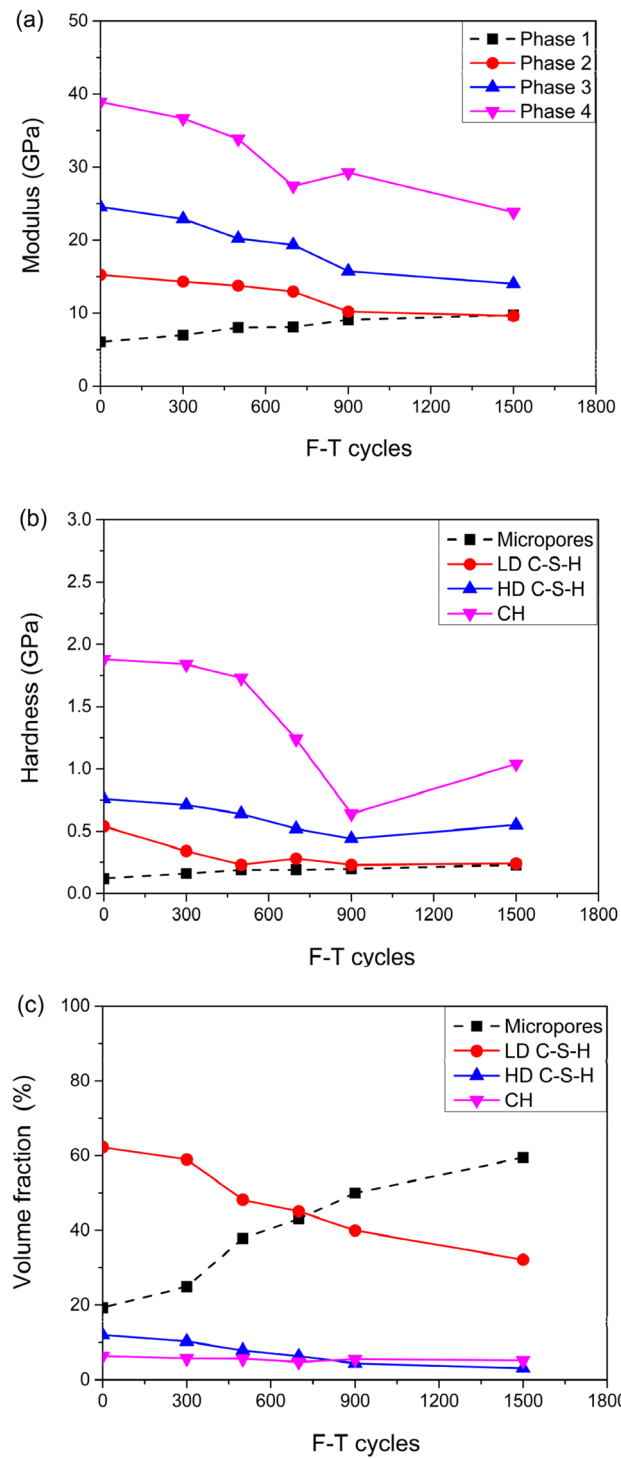 (a)
50
40
30
20
10
0
Modulus (GPa)
Phase 1
Phase 2
Phase 3
Phase 4
0 300 600 900 1200 1500 1800
F-T cycles
(b)
3.0
2.5
2.0
1.5
1.0
0.5
0.0
Hardness (GPa)
Micropores
LD C-S-H
HD C-S-H
CH
0 300 600 900 1200 1500 1800
F-T cycles
(c)
100
80
60
40
20
0
Volume fraction (%)
Micropores
LD C-S-H
HD C-S-H
CH
0 300 600 900 1200 1500 1800
F-T cycles